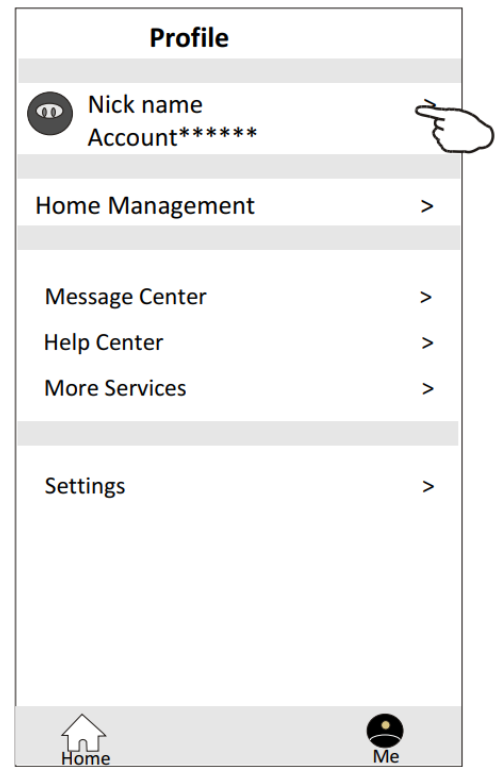 Profile
Nick name
Account******
Home Management >
Message Center >
Help Center >
More Services >
Settings >
Home Me